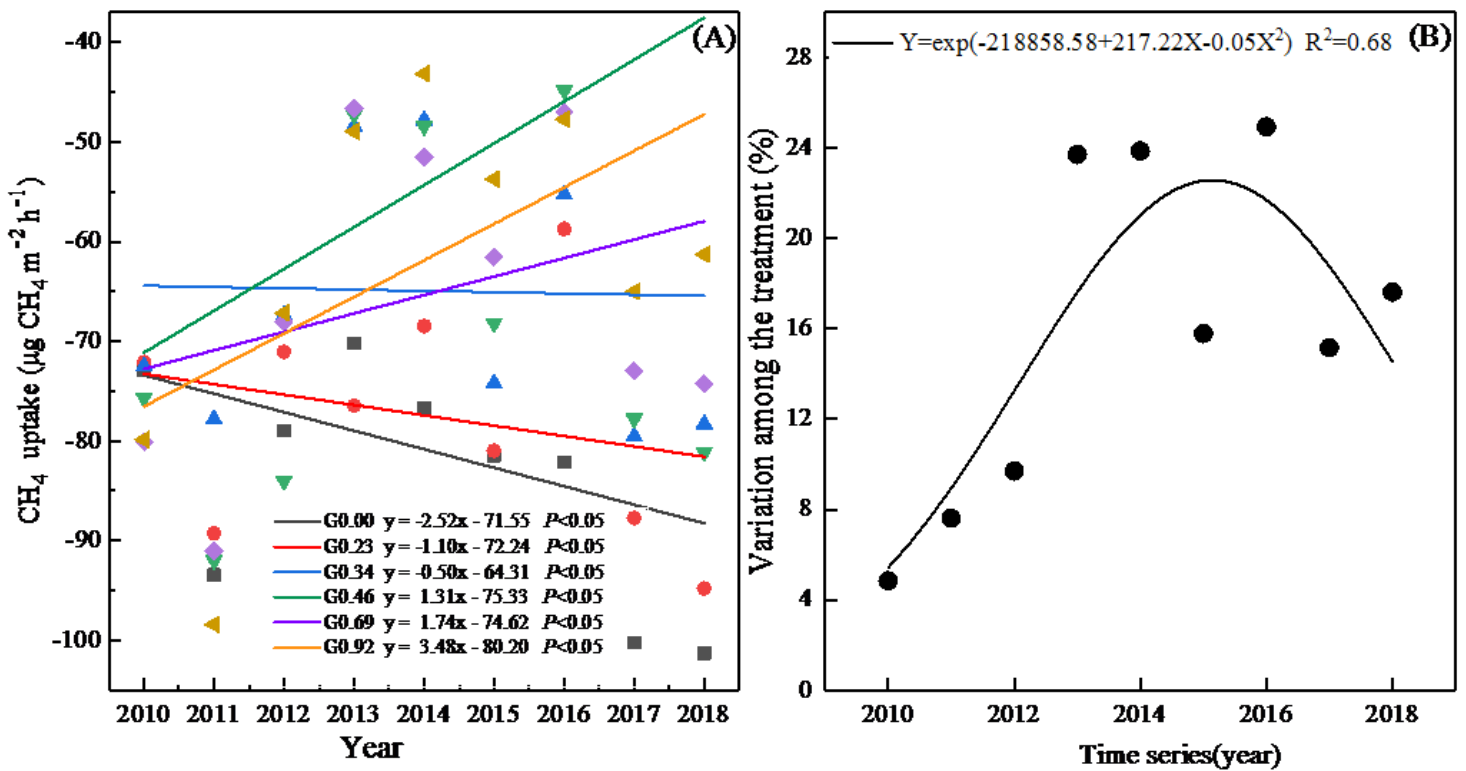 (A)
CH₄ uptake (µg CH₄ m⁻² h⁻¹)
-40
-50
-60
-70
-80
-90
-100
G0.00 y = -2.52x - 71.55 P<0.05
G0.23 y = -1.10x - 72.24 P<0.05
G0.34 y = -0.50x - 64.31 P<0.05
G0.46 y = 1.31x - 75.33 P<0.05
G0.69 y = 1.74x - 74.62 P<0.05
G0.92 y = 3.48x - 80.20 P<0.05
2010 2011 2012 2013 2014 2015 2016 2017 2018
Year
Y=exp(-218858.58+217.22X-0.05X²) R²=0.68
(B)
Variation among the treatment (%)
28
24
20
16
12
8
4
0
2010 2012 2014 2016 2018
Time series(year)